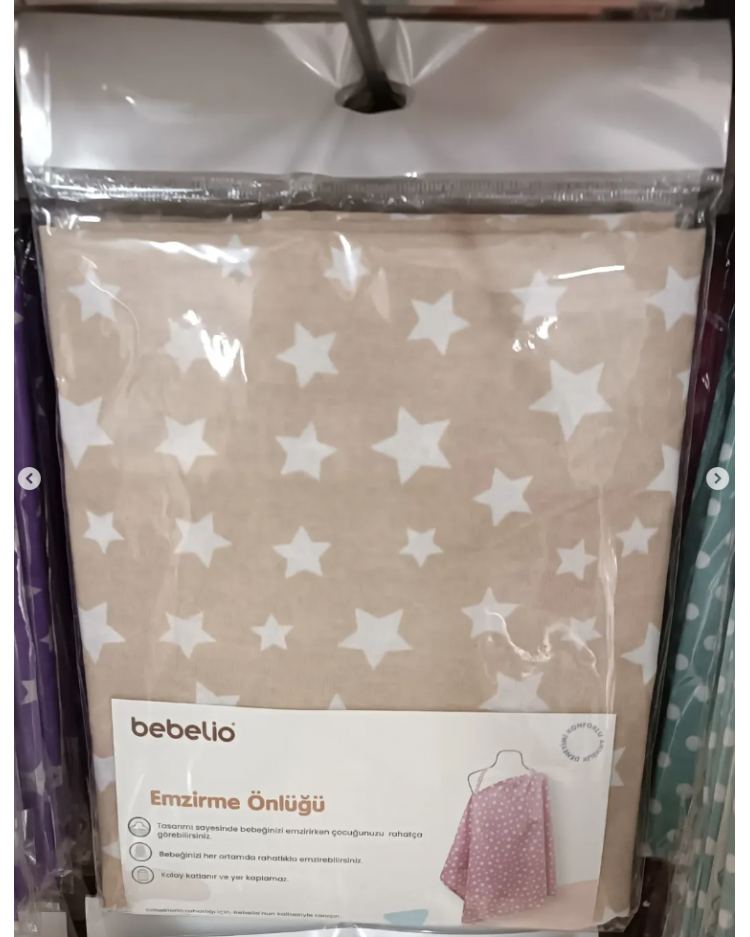 bebelio
KONFORLU
Emzirme Önlüğü
Tasarımı sayesinde bebeğinizi emzirirken çocuğunuzu rahatça
görebilirsiniz.
Bebeğinizi her ortamda rahatlıkla emzirebilirsiniz.
Kolay katlanır ve yer kaplamaz.